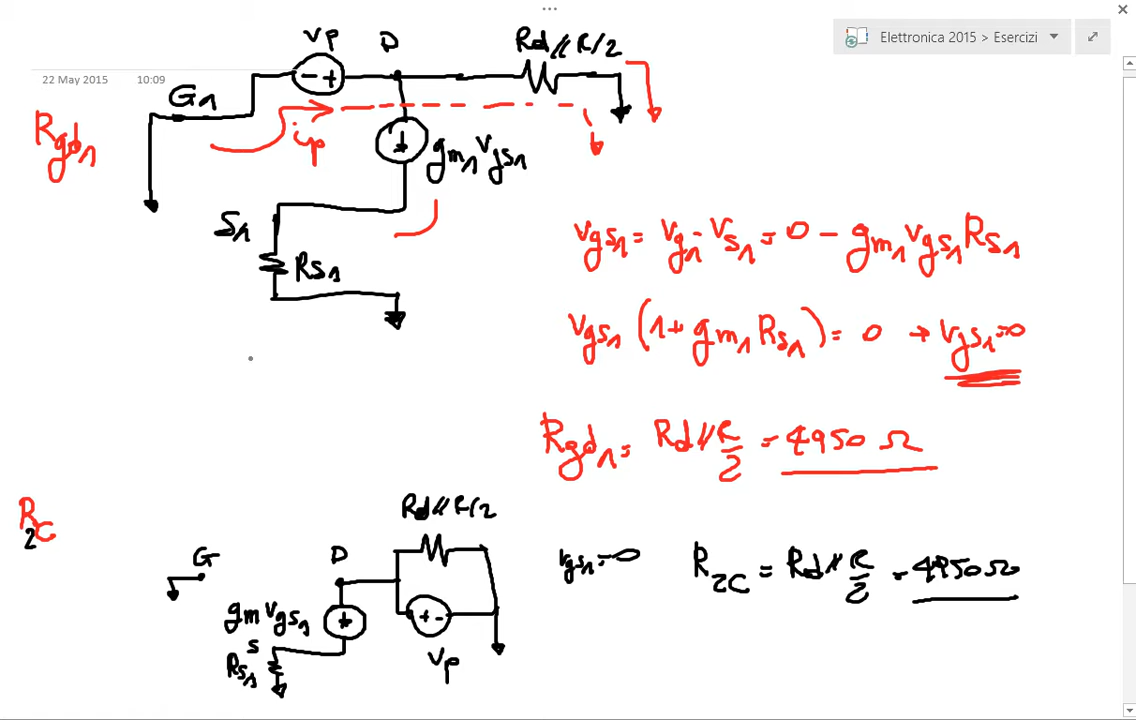 Elettronica 2015 > Esercizi
22 May 2015 10:09
Vp D Rd//R/2
G1
Rgd1
ip
gm1 vgs1
S1
Rs1
vgs1 = vg1 - vs1 = 0 - gm1 vgs1 Rs1
vgs1 (1 + gm1 Rs1) = 0 → vgs1 = 0
Rgd1 = Rd // R/2 = 4950 Ω
R2C
Rd//R/2
G D
vgs1 = 0 R2C = Rd // R/2 = 4950 Ω
gm vgs1
S
Rs1
Vp